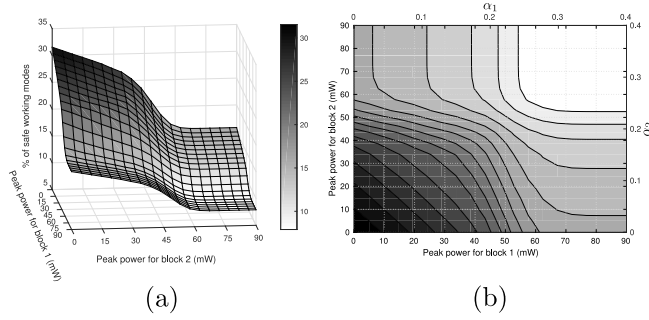 35
30
25
20
15
10
5
% of safe working modes
0
15
30
45
60
75
90
Peak power for block 1 (mW)
0 15 30 45 60 75 90
Peak power for block 2 (mW)
30
25
20
15
10
(a)
α1
0 0.1 0.2 0.3 0.4
90
80
70
60
50
40
30
20
10
0
Peak power for block 2 (mW)
0 10 20 30 40 50 60 70 80 90
Peak power for block 1 (mW)
0.4
0.3
0.2
0.1
0
α2
(b)